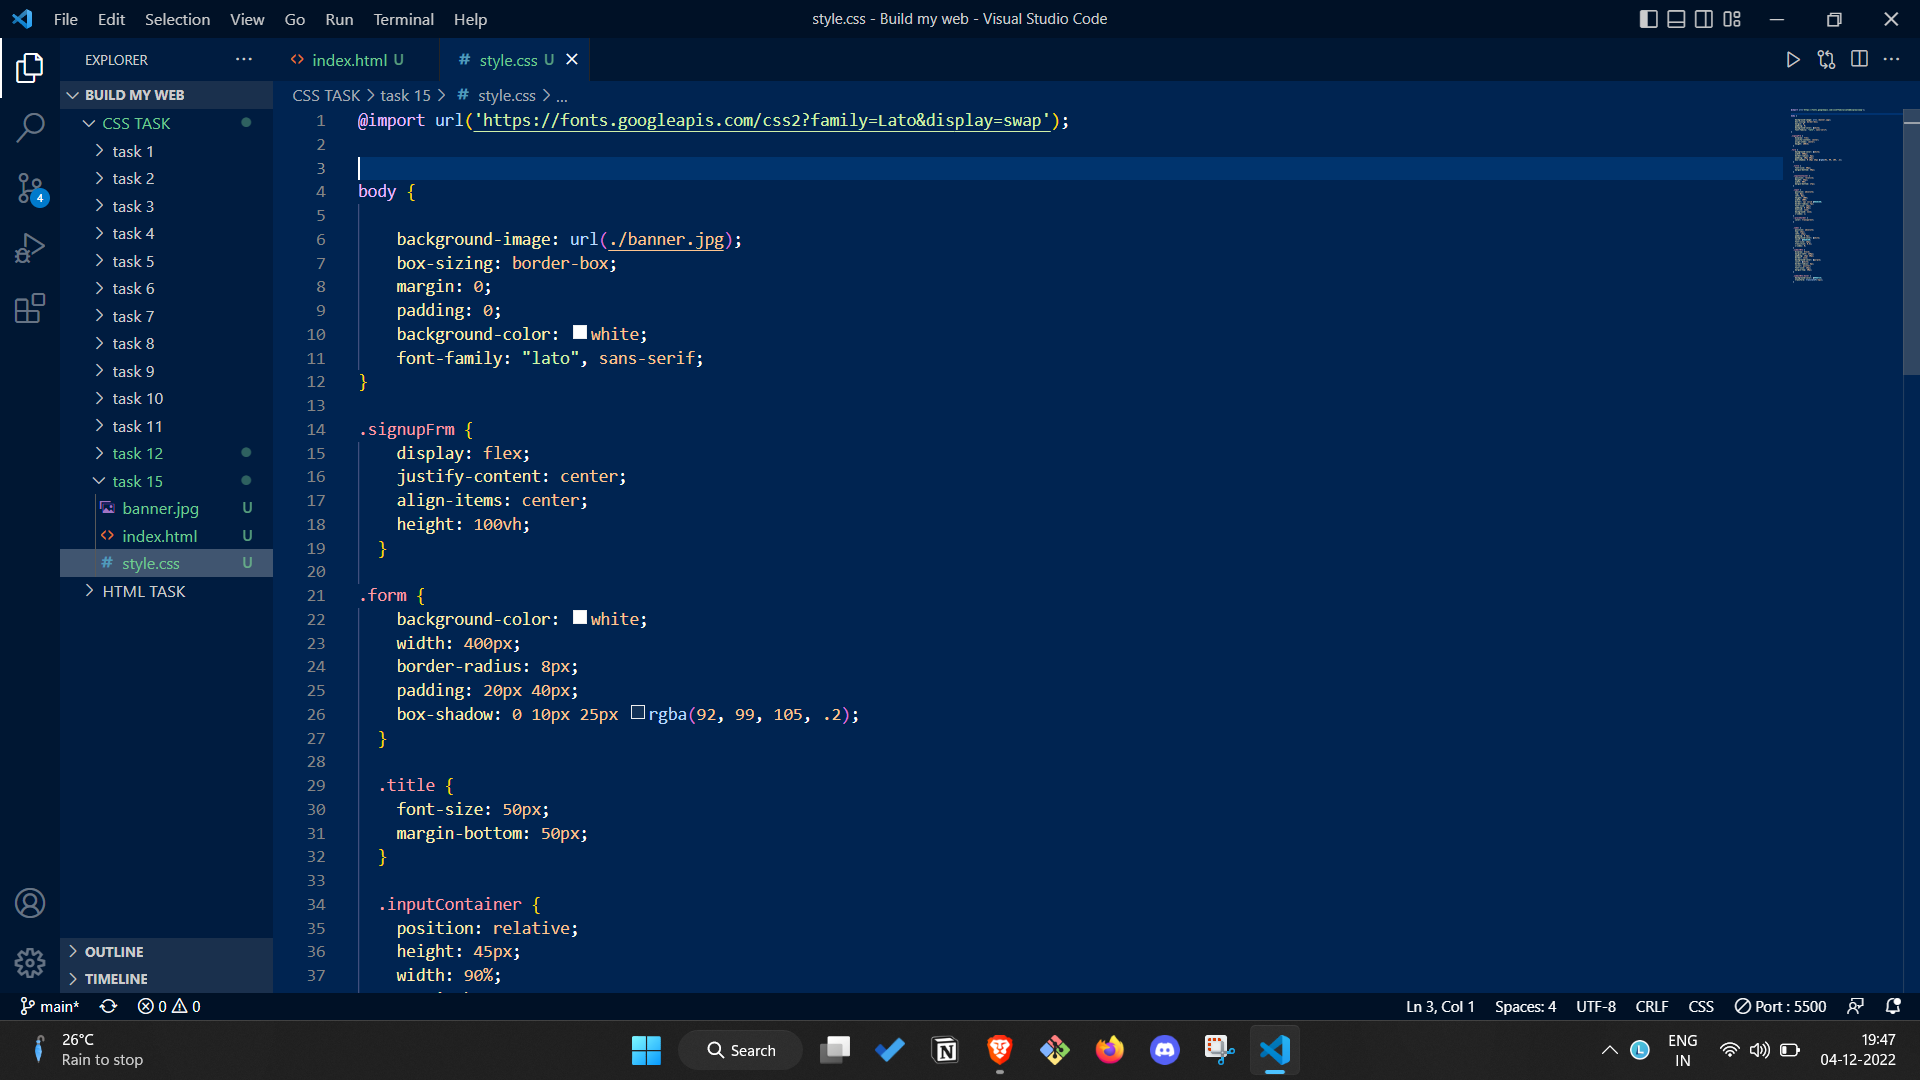 File Edit Selection View Go Run Terminal Help
style.css - Build my web - Visual Studio Code
EXPLORER
index.html U
# style.css U
BUILD MY WEB
CSS TASK
task 1
task 2
task 3
task 4
task 5
task 6
task 7
task 8
task 9
task 10
task 11
task 12
task 15
banner.jpg U
index.html U
# style.css U
HTML TASK
OUTLINE
TIMELINE
4
CSS TASK > task 15 > # style.css > ...
1 @import url('https://fonts.googleapis.com/css2?family=Lato&display=swap');
2
3
4 body {
5
6 background-image: url(./banner.jpg);
7 box-sizing: border-box;
8 margin: 0;
9 padding: 0;
10 background-color: white;
11 font-family: "lato", sans-serif;
12 }
13
14 .signupFrm {
15 display: flex;
16 justify-content: center;
17 align-items: center;
18 height: 100vh;
19 }
20
21 .form {
22 background-color: white;
23 width: 400px;
24 border-radius: 8px;
25 padding: 20px 40px;
26 box-shadow: 0 10px 25px rgba(92, 99, 105, .2);
27 }
28
29 .title {
30 font-size: 50px;
31 margin-bottom: 50px;
32 }
33
34 .inputContainer {
35 position: relative;
36 height: 45px;
37 width: 90%;
main* 0 0
Ln 3, Col 1 Spaces: 4 UTF-8 CRLF CSS Port : 5500
26°C
Rain to stop
Search
L
ENG
IN
19:47
04-12-2022